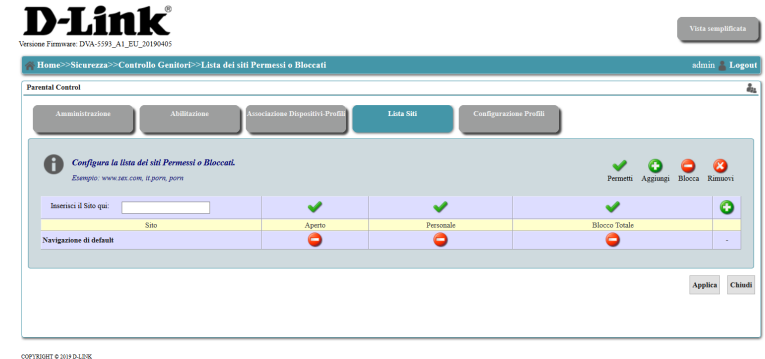 D-Link®
Vista semplificata
Versione Firmware: DVA-5593_A1_EU_20190405
Home>>Sicurezza>>Controllo Genitori>>Lista dei siti Permessi o Bloccati
admin Logout
Parental Control
Amministrazione Abilitazione Associazione Dispositivi-Profili Lista Siti Configurazione Profili
Configura la lista dei siti Permessi o Bloccati.
Esempio: www.sex.com, it.porn, porn
Permetti Aggiungi Blocca Rimuovi
Inserisci il Sito qui:
Sito Aperto Personale Blocco Totale
Navigazione di default -
Applica Chiudi
COPYRIGHT © 2019 D-LINK